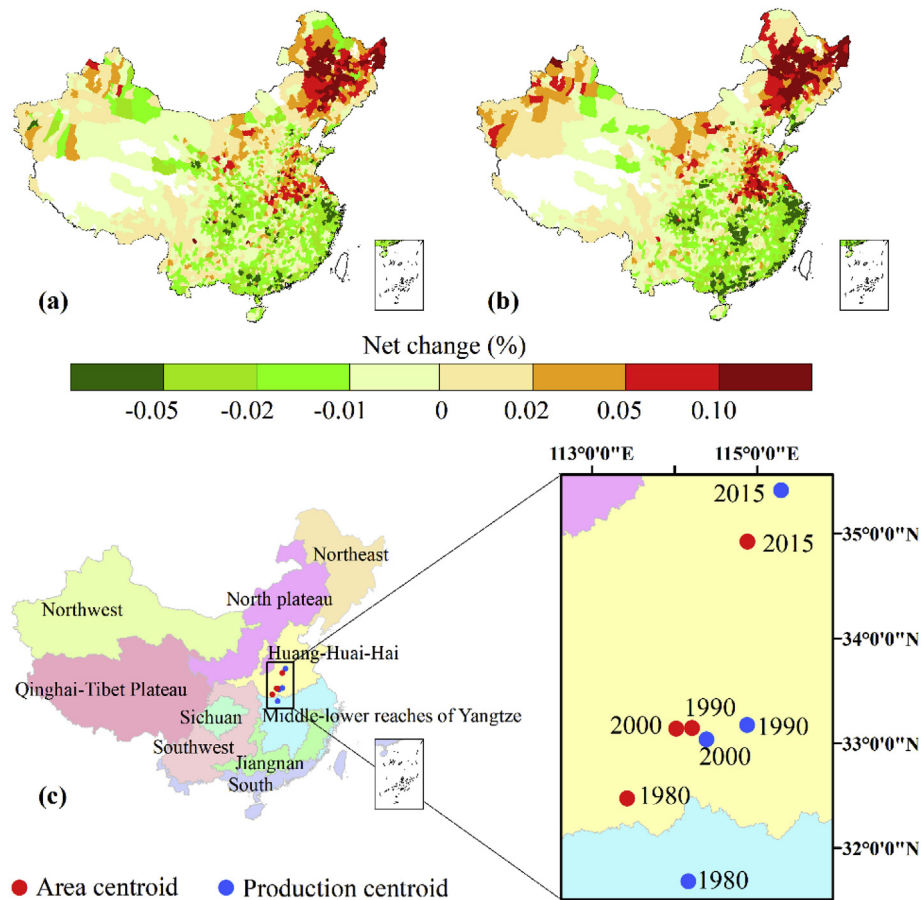 (a)
(b)
Net change (%)
-0.05 -0.02 -0.01 0 0.02 0.05 0.10
113°0'0"E 115°0'0"E
2015
2015
35°0'0"N
34°0'0"N
1990
2000 1990
2000
33°0'0"N
1980
32°0'0"N
1980
Northeast
North plateau
Northwest
Huang-Huai-Hai
Qinghai-Tibet Plateau
Sichuan
Middle-lower reaches of Yangtze
Southwest
Jiangnan
South
(c)
Area centroid Production centroid